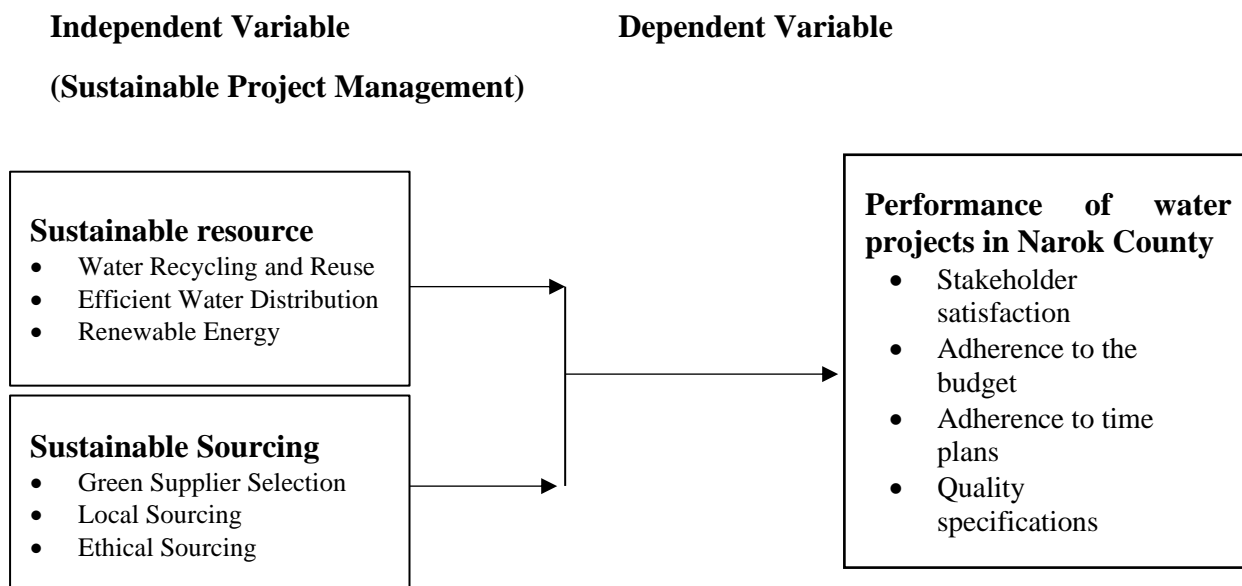 Independent Variable
Dependent Variable
(Sustainable Project Management)
Sustainable resource
• Water Recycling and Reuse
• Efficient Water Distribution
• Renewable Energy
Sustainable Sourcing
• Green Supplier Selection
• Local Sourcing
• Ethical Sourcing
Performance of water
projects in Narok County
• Stakeholder
satisfaction
• Adherence to the
budget
• Adherence to time
plans
• Quality
specifications